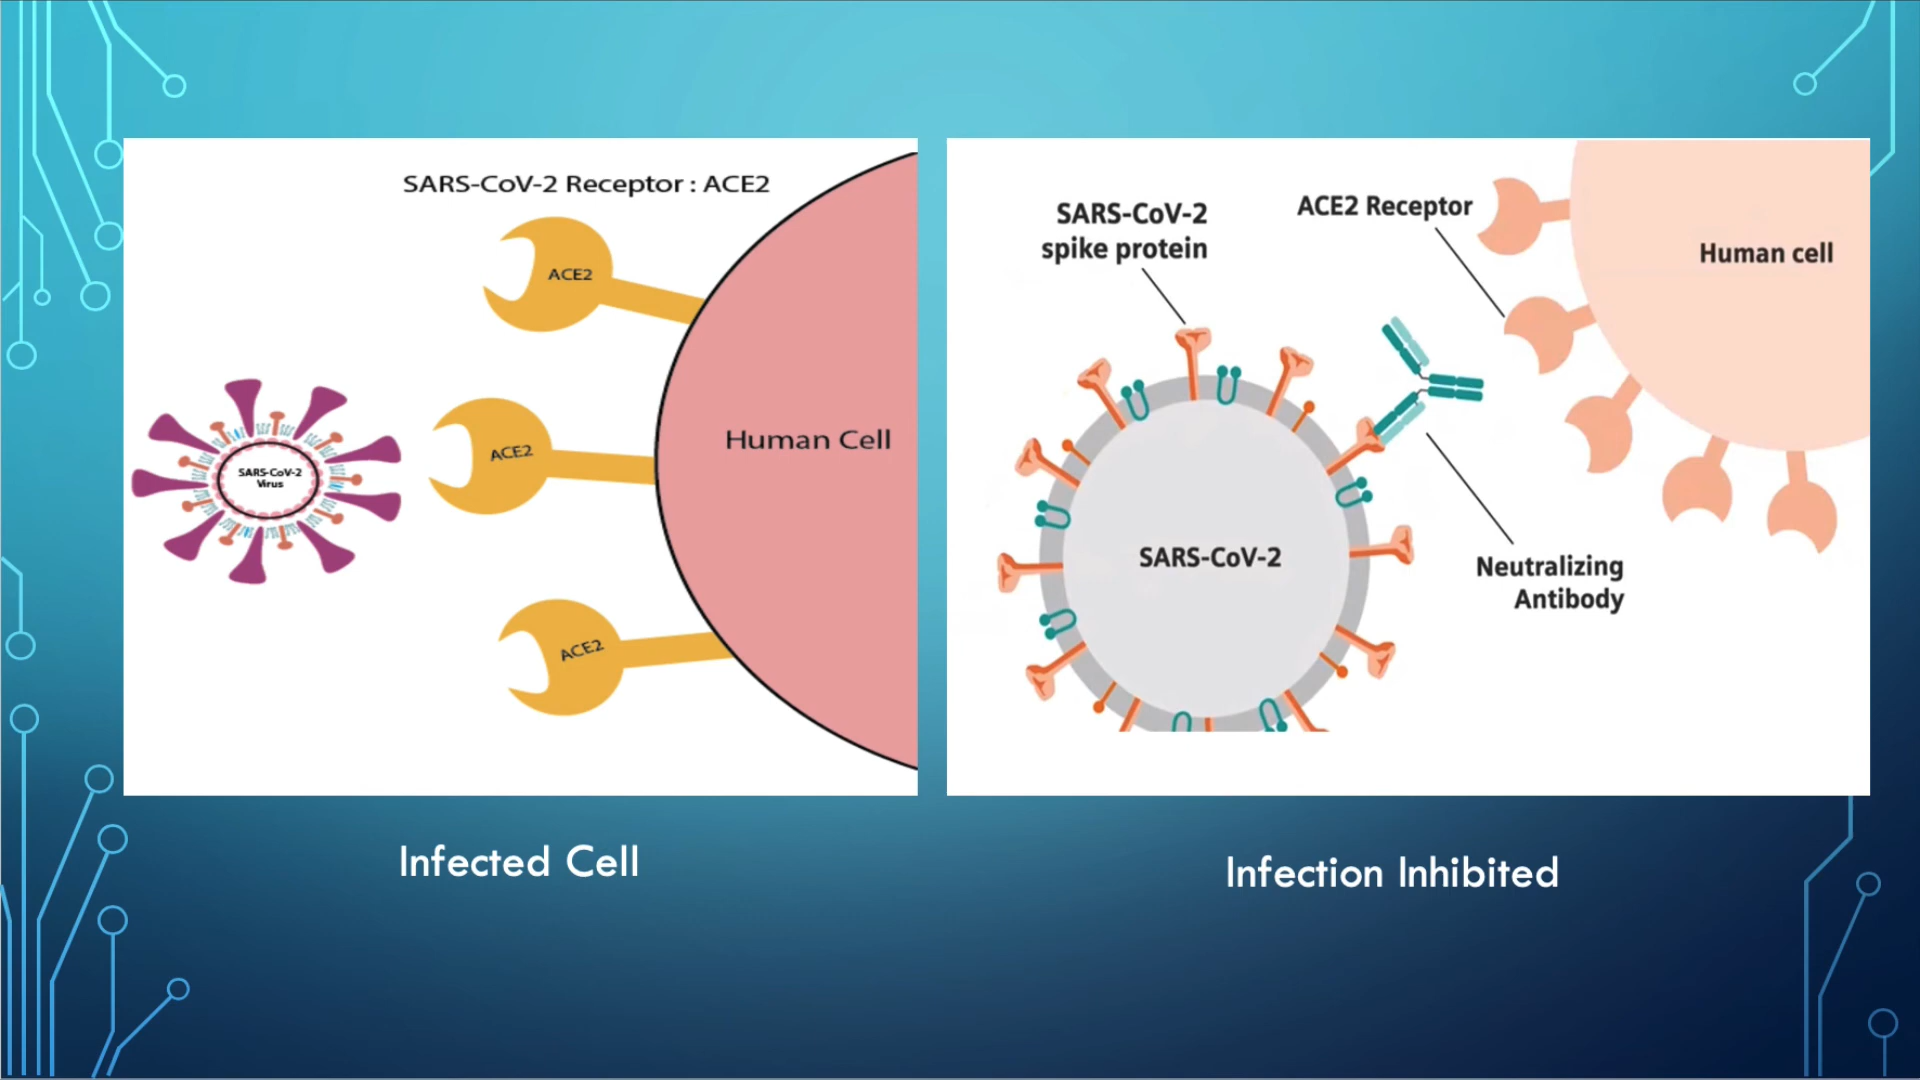 SARS-CoV-2 Receptor : ACE2
ACE2
ACE2
ACE2
SARS-CoV-2
Virus
Human Cell
SARS-CoV-2
spike protein
ACE2 Receptor
Human cell
SARS-CoV-2
Neutralizing
Antibody
Infected Cell
Infection Inhibited